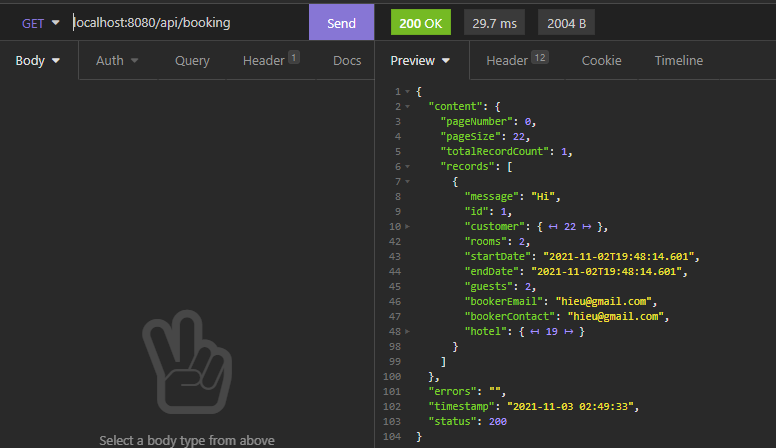 GET localhost:8080/api/booking Send 200 OK 29.7 ms 2004 B
Body Auth Query Header 1 Docs Preview Header 12 Cookie Timeline
1 {
2 "content": {
3 "pageNumber": 0,
4 "pageSize": 22,
5 "totalRecordCount": 1,
6 "records": [
7 {
8 "message": "Hi",
9 "id": 1,
10 "customer": { ↤ 22 ↦ },
42 "rooms": 2,
43 "startDate": "2021-11-02T19:48:14.601",
44 "endDate": "2021-11-02T19:48:14.601",
45 "guests": 2,
46 "bookerEmail": "hieu@gmail.com",
47 "bookerContact": "hieu@gmail.com",
48 "hotel": { ↤ 19 ↦ }
98 }
99 ]
100 },
101 "errors": "",
102 "timestamp": "2021-11-03 02:49:33",
103 "status": 200
104 }
Select a body type from above